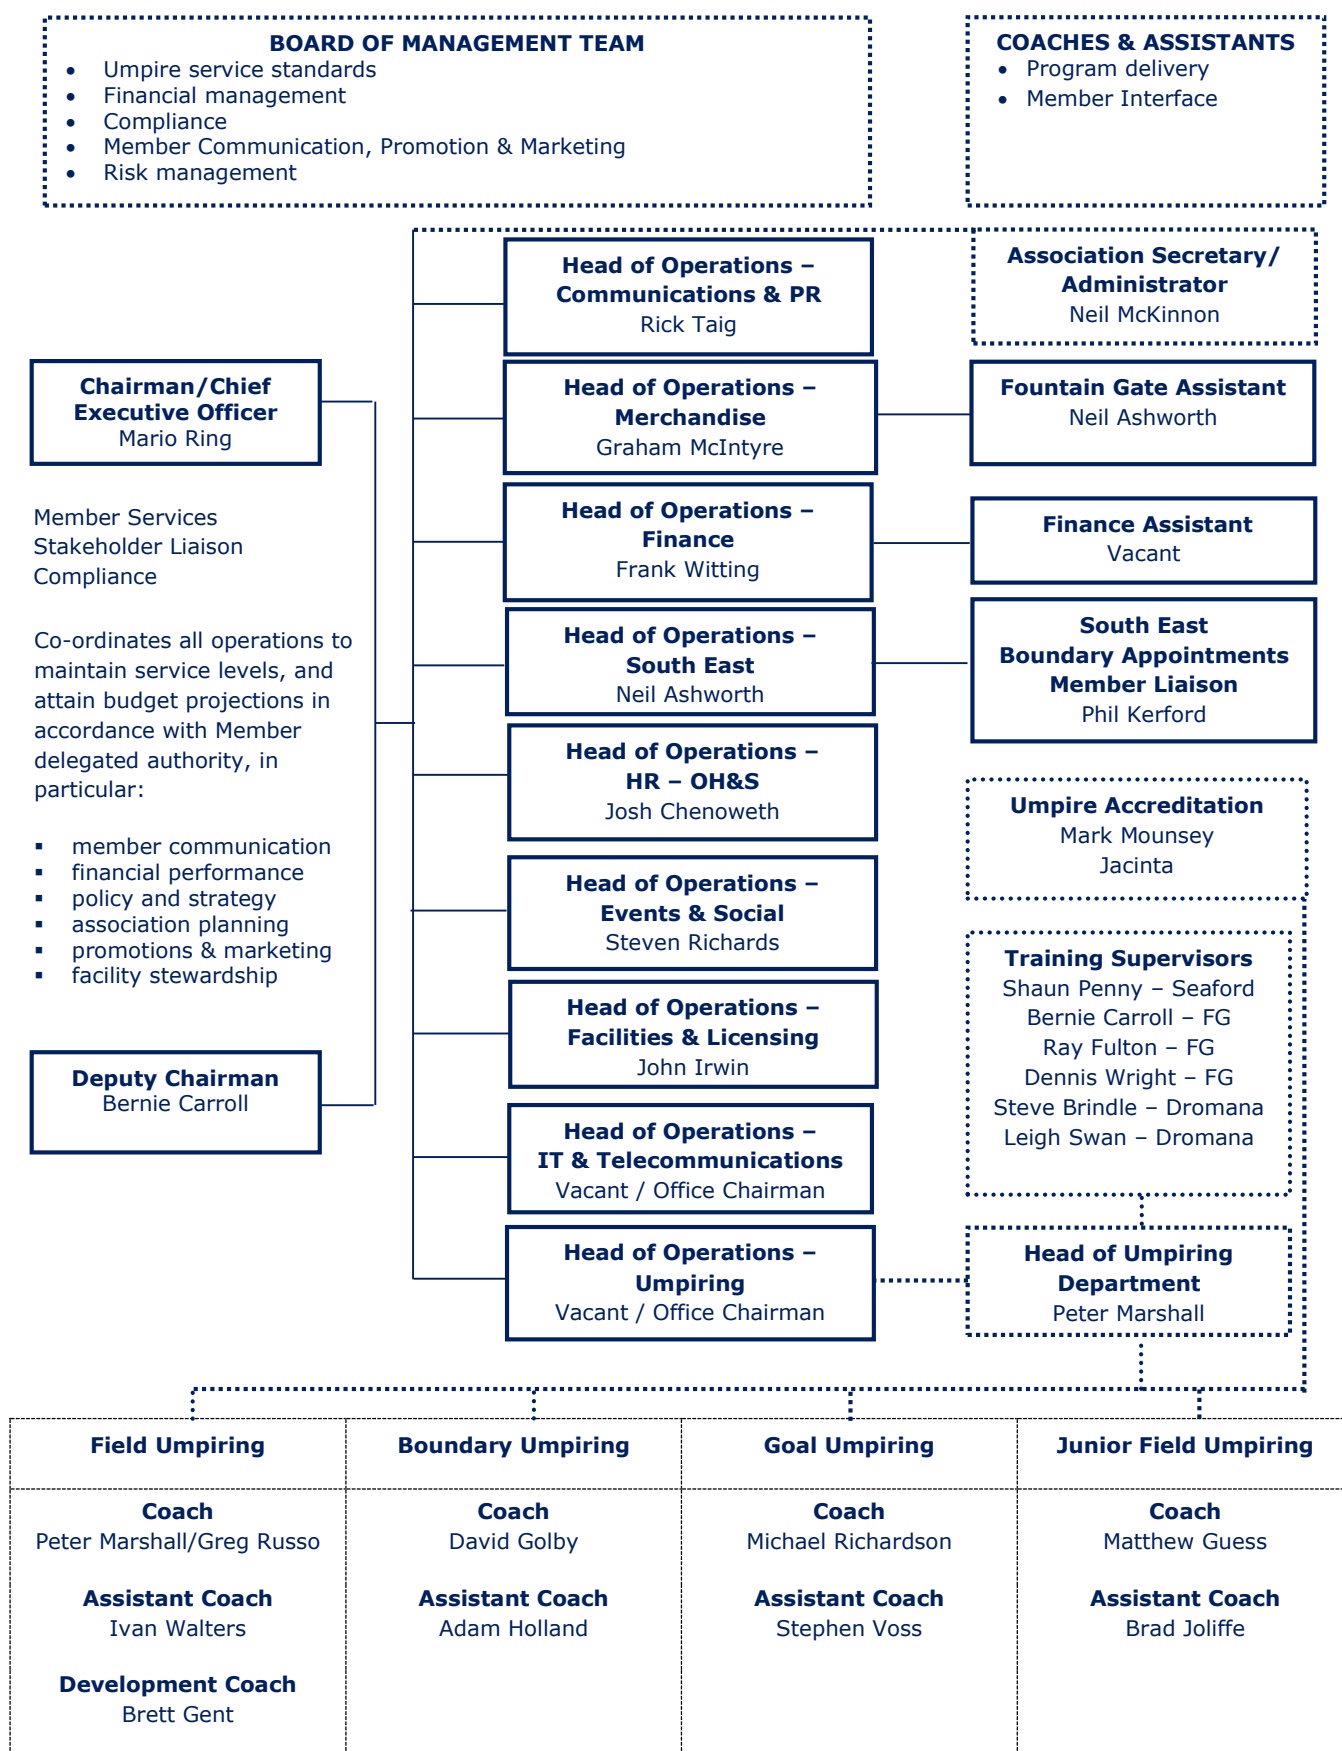 BOARD OF MANAGEMENT TEAM
• Umpire service standards
• Financial management
• Compliance
• Member Communication, Promotion & Marketing
• Risk management
COACHES & ASSISTANTS
• Program delivery
• Member Interface
Chairman/Chief
Executive Officer
Mario Ring
Member Services
Stakeholder Liaison
Compliance
Co-ordinates all operations to
maintain service levels, and
attain budget projections in
accordance with Member
delegated authority, in
particular:
▪ member communication
▪ financial performance
▪ policy and strategy
▪ association planning
▪ promotions & marketing
▪ facility stewardship
Deputy Chairman
Bernie Carroll
Head of Operations –
Communications & PR
Rick Taig
Head of Operations –
Merchandise
Graham McIntyre
Head of Operations –
Finance
Frank Witting
Head of Operations –
South East
Neil Ashworth
Head of Operations –
HR – OH&S
Josh Chenoweth
Head of Operations –
Events & Social
Steven Richards
Head of Operations –
Facilities & Licensing
John Irwin
Head of Operations –
IT & Telecommunications
Vacant / Office Chairman
Head of Operations –
Umpiring
Vacant / Office Chairman
Association Secretary/
Administrator
Neil McKinnon
Fountain Gate Assistant
Neil Ashworth
Finance Assistant
Vacant
South East
Boundary Appointments
Member Liaison
Phil Kerford
Umpire Accreditation
Mark Mounsey
Jacinta
Training Supervisors
Shaun Penny – Seaford
Bernie Carroll – FG
Ray Fulton – FG
Dennis Wright – FG
Steve Brindle – Dromana
Leigh Swan – Dromana
Head of Umpiring
Department
Peter Marshall
Field Umpiring
Coach
Peter Marshall/Greg Russo
Assistant Coach
Ivan Walters
Development Coach
Brett Gent
Boundary Umpiring
Coach
David Golby
Assistant Coach
Adam Holland
Goal Umpiring
Coach
Michael Richardson
Assistant Coach
Stephen Voss
Junior Field Umpiring
Coach
Matthew Guess
Assistant Coach
Brad Joliffe